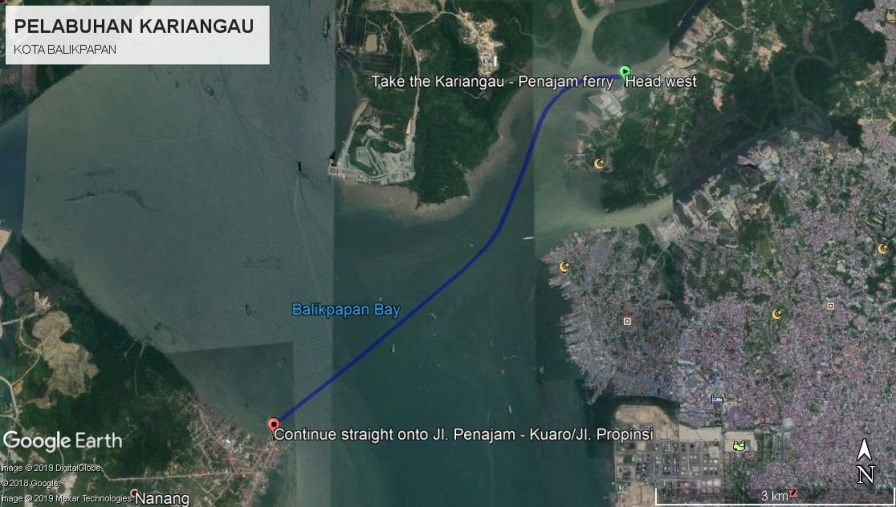 PELABUHAN KARIANGAU
KOTA BALIKPAPAN
Take the Kariangau - Penajam ferry
Head west
Balikpapan Bay
Continue straight onto Jl. Penajam - Kuaro/Jl. Propinsi
Google Earth
Image © 2019 DigitalGlobe
© 2018 Google
Image © 2019 Maxar Technologies
Nanang
N
3 km